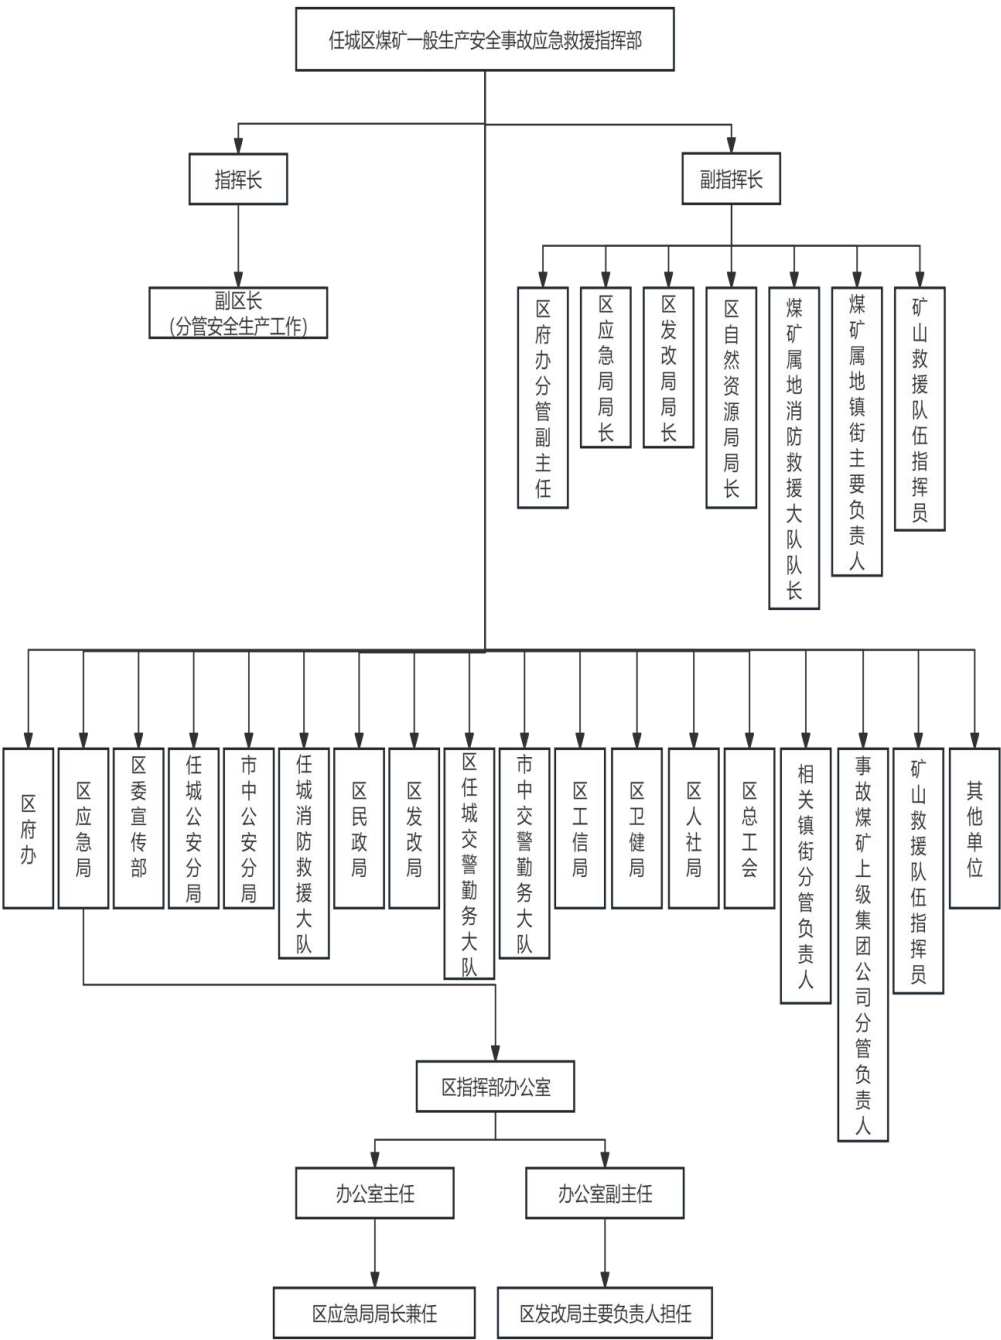 任城区煤矿一般生产安全事故应急救援指挥部
指挥长
副指挥长
副区长
(分管安全生产工作)
区府办分管副主任
区应急局局长
区发改局局长
区自然资源局局长
煤矿属地消防救援大队队长
煤矿属地镇街主要负责人
矿山救援队伍指挥员
区府办
区应急局
区委宣传部
任城公安分局
市中公安分局
任城消防救援大队
区民政局
区发改局
区任城交警勤务大队
市中交警勤务大队
区工信局
区卫健局
区人社局
区总工会
相关镇街分管负责人
事故煤矿上级集团公司分管负责人
矿山救援队伍指挥员
其他单位
区指挥部办公室
办公室主任
办公室副主任
区应急局局长兼任
区发改局主要负责人担任